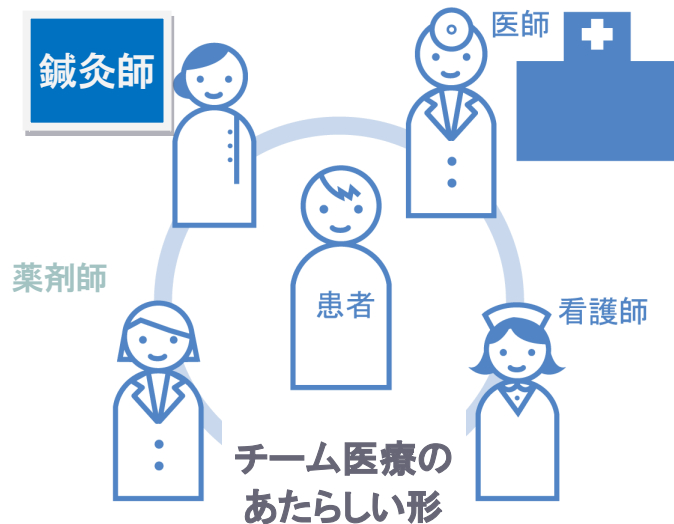 鍼灸師
医師
薬剤師
患者
看護師
チーム医療の
あたらしい形